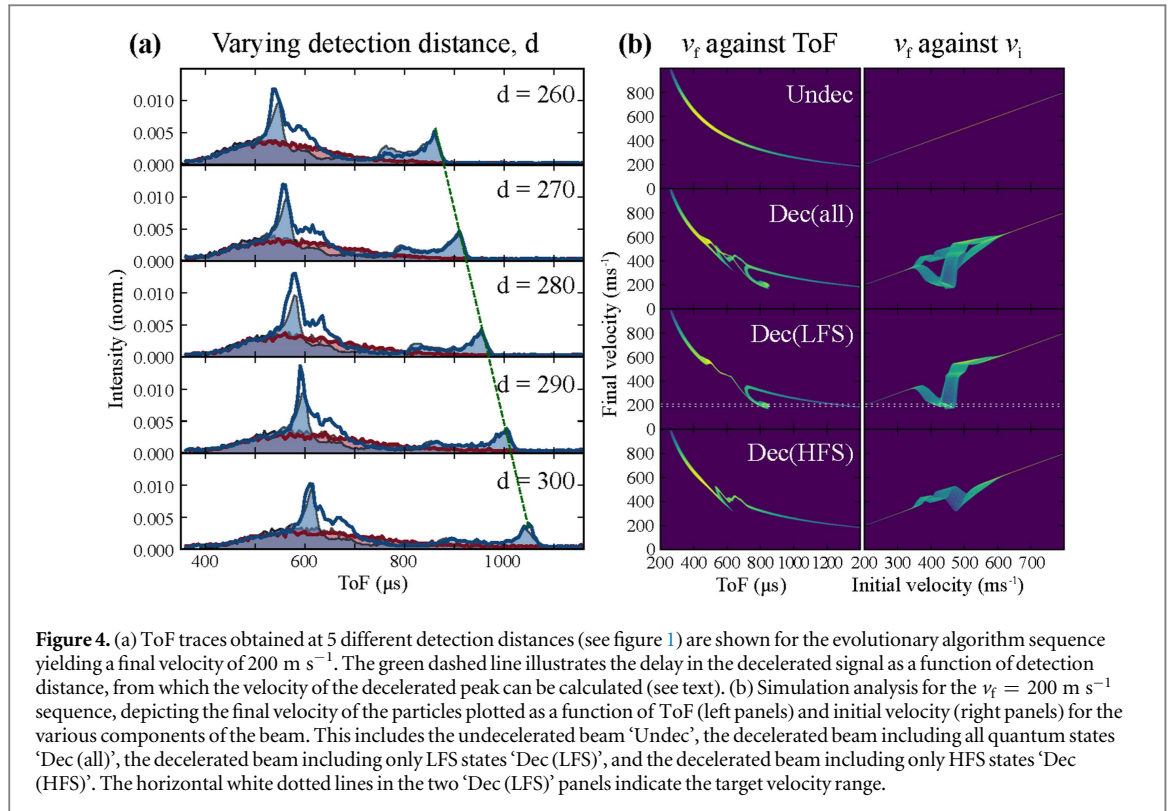 (a) Varying detection distance, d
Intensity (norm.)
0.010
0.005
0.000
d = 260
0.010
0.005
0.000
d = 270
0.010
0.005
0.000
d = 280
0.010
0.005
0.000
d = 290
0.010
0.005
0.000
d = 300
400 600 800 1000
ToF (μs)
(b) v_f against ToF v_f against v_i
Final velocity (ms⁻¹)
800
600
400
200
0
Undec
800
600
400
200
0
Dec(all)
800
600
400
200
0
Dec(LFS)
800
600
400
200
0
Dec(HFS)
200 400 600 800 1000 1200 200 300 400 500 600 700
ToF (μs) Initial velocity (ms⁻¹)
Figure 4. (a) ToF traces obtained at 5 different detection distances (see figure 1) are shown for the evolutionary algorithm sequence
yielding a final velocity of 200 m s⁻¹. The green dashed line illustrates the delay in the decelerated signal as a function of detection
distance, from which the velocity of the decelerated peak can be calculated (see text). (b) Simulation analysis for the v_f = 200 m s⁻¹
sequence, depicting the final velocity of the particles plotted as a function of ToF (left panels) and initial velocity (right panels) for the
various components of the beam. This includes the undecelerated beam ‘Undec’, the decelerated beam including all quantum states
‘Dec (all)’, the decelerated beam including only LFS states ‘Dec (LFS)’, and the decelerated beam including only HFS states ‘Dec
(HFS)’. The horizontal white dotted lines in the two ‘Dec (LFS)’ panels indicate the target velocity range.